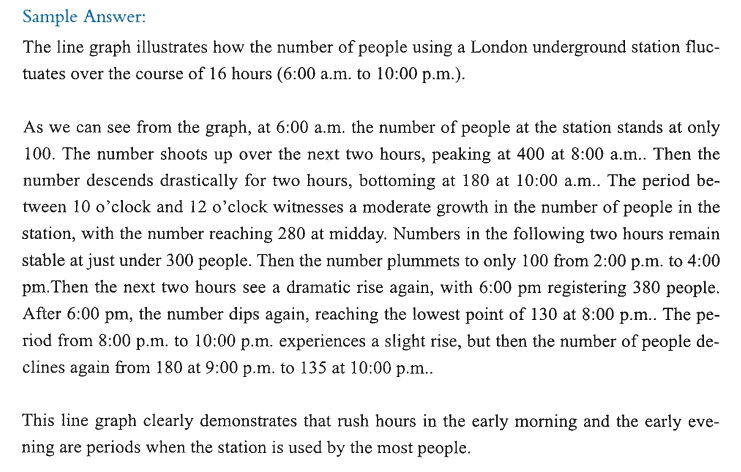 Sample Answer:
The line graph illustrates how the number of people using a London underground station fluc-
tuates over the course of 16 hours (6:00 a.m. to 10:00 p.m.).
As we can see from the graph, at 6:00 a.m. the number of people at the station stands at only
100. The number shoots up over the next two hours, peaking at 400 at 8:00 a.m.. Then the
number descends drastically for two hours, bottoming at 180 at 10:00 a.m.. The period be-
tween 10 o’clock and 12 o’clock witnesses a moderate growth in the number of people in the
station, with the number reaching 280 at midday. Numbers in the following two hours remain
stable at just under 300 people. Then the number plummets to only 100 from 2:00 p.m. to 4:00
pm.Then the next two hours see a dramatic rise again, with 6:00 pm registering 380 people.
After 6:00 pm, the number dips again, reaching the lowest point of 130 at 8:00 p.m.. The pe-
riod from 8:00 p.m. to 10:00 p.m. experiences a slight rise, but then the number of people de-
clines again from 180 at 9:00 p.m. to 135 at 10:00 p.m..
This line graph clearly demonstrates that rush hours in the early morning and the early eve-
ning are periods when the station is used by the most people.